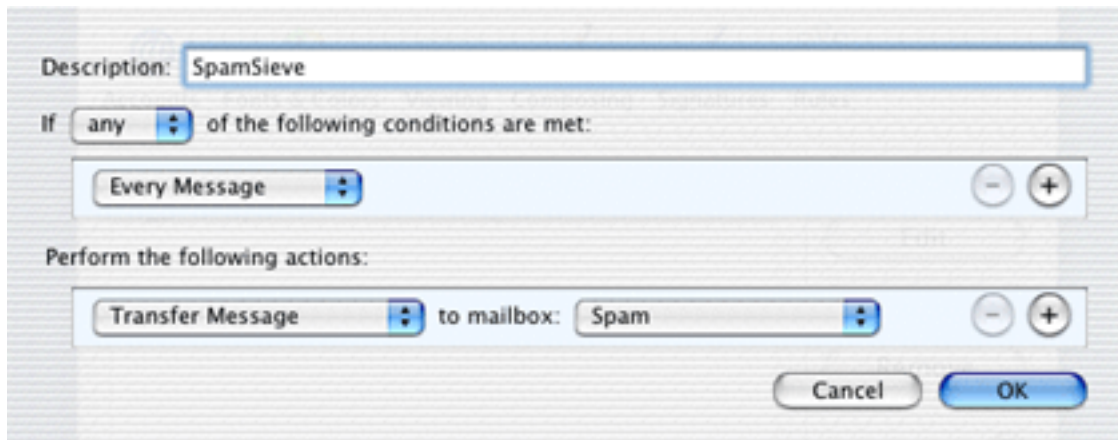 Description: SpamSieve
If any of the following conditions are met:
Every Message - +
Perform the following actions:
Transfer Message to mailbox: Spam - +
Cancel OK